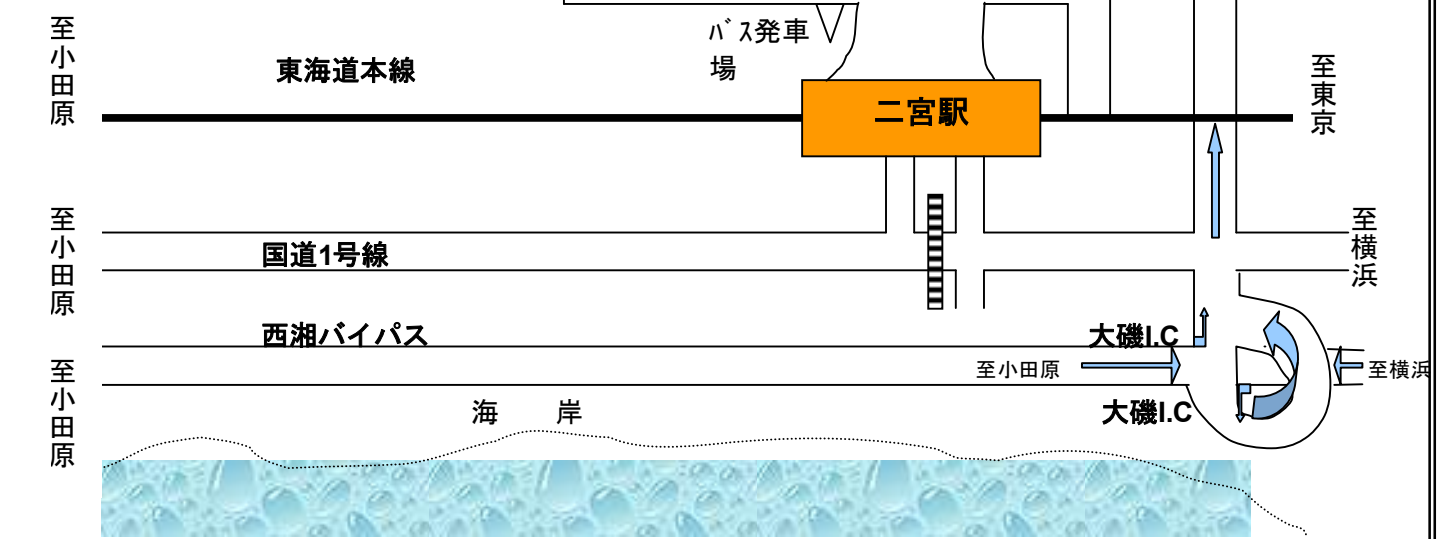 至小田原
バス発車
場
東海道本線
二宮駅
至東京
至小田原
国道1号線
至横浜
西湘バイパス
大磯I.C
至小田原
至小田原
至横浜
大磯I.C
海 岸